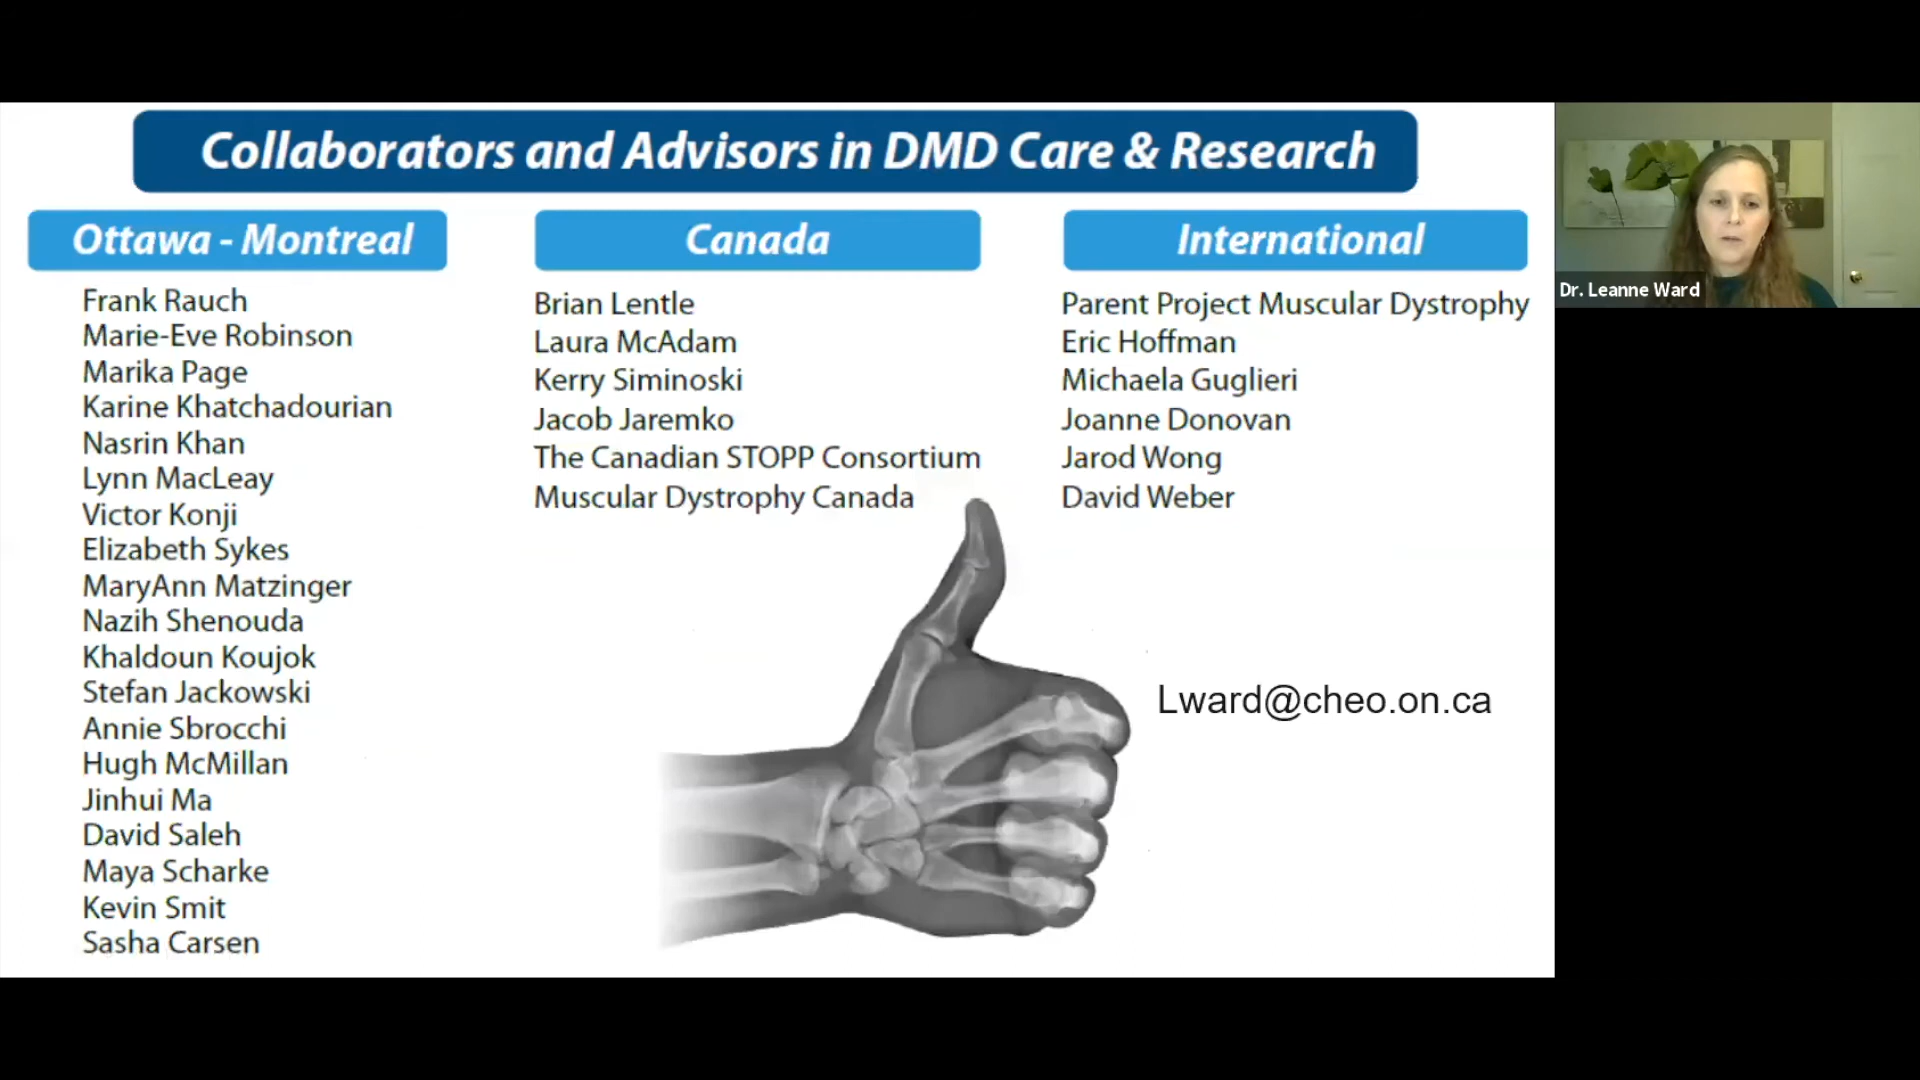 Collaborators and Advisors in DMD Care & Research
Ottawa - Montreal
Frank Rauch
Marie-Eve Robinson
Marika Page
Karine Khatchadourian
Nasrin Khan
Lynn MacLeay
Victor Konji
Elizabeth Sykes
MaryAnn Matzinger
Nazih Shenouda
Khaldoun Koujok
Stefan Jackowski
Annie Sbrocchi
Hugh McMillan
Jinhui Ma
David Saleh
Maya Scharke
Kevin Smit
Sasha Carsen
Canada
Brian Lentle
Laura McAdam
Kerry Siminoski
Jacob Jaremko
The Canadian STOPP Consortium
Muscular Dystrophy Canada
International
Parent Project Muscular Dystrophy
Eric Hoffman
Michaela Guglieri
Joanne Donovan
Jarod Wong
David Weber
Lward@cheo.on.ca
Dr. Leanne Ward